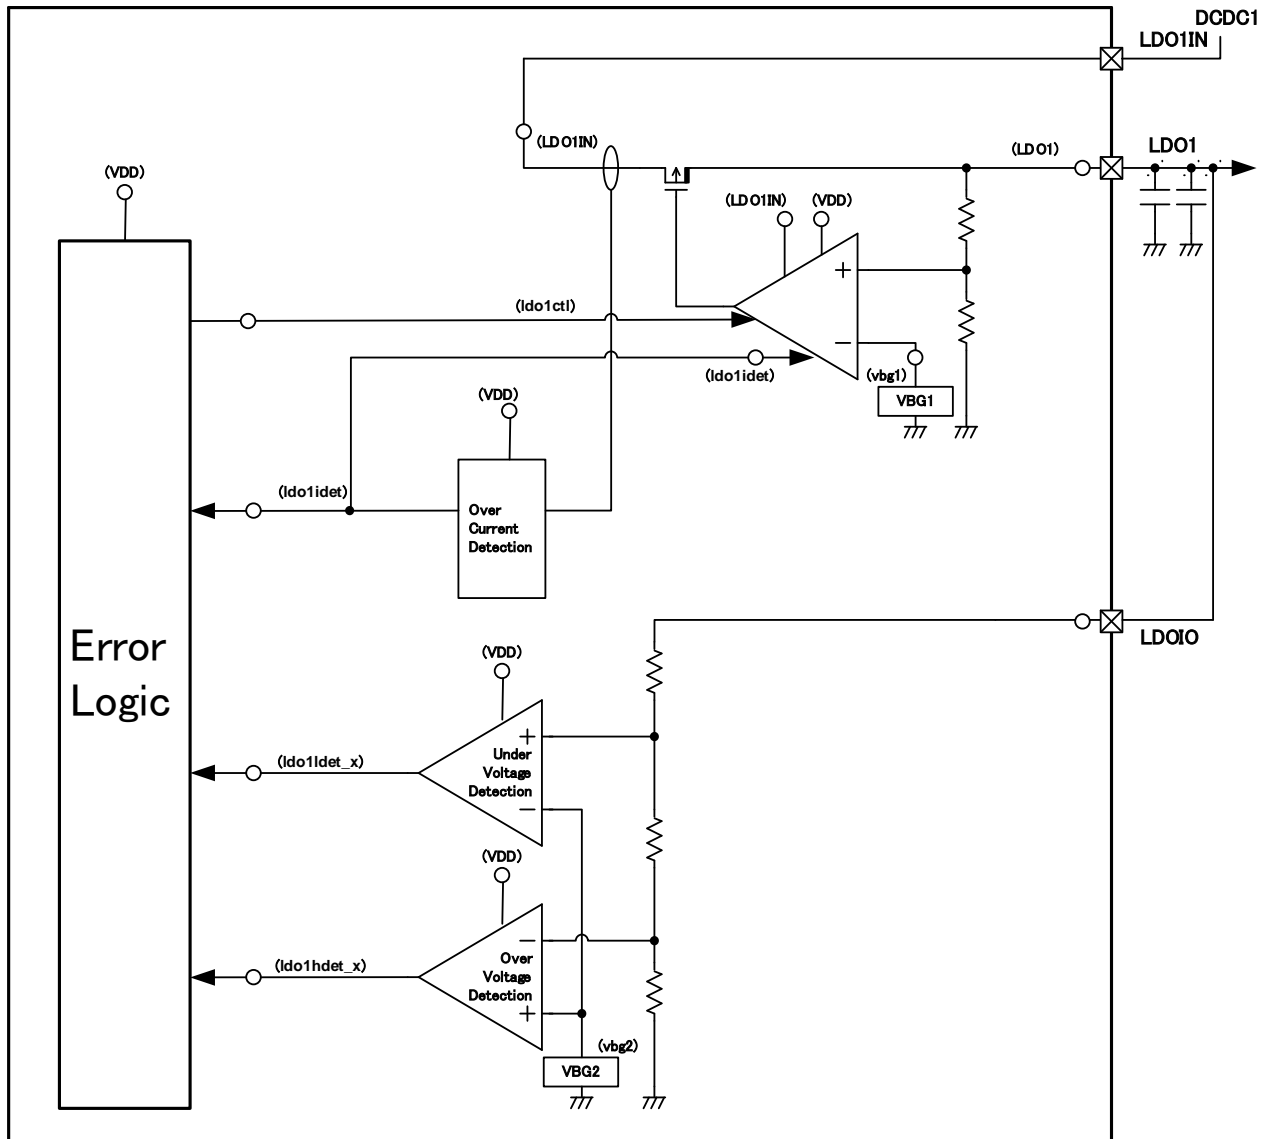 DCDC1
LDO1IN
(LDO1IN)
(LDO1)
LDO1
(VDD)
(LDO1IN)
(VDD)
+
(ldo1ctl)
−
(ldo1idet)
(vbg1)
VBG1
(VDD)
(ldo1idet)
Over
Current
Detection
LDOIO
Error
Logic
(VDD)
+
Under
Voltage
Detection
−
(ldo1ldet_x)
(VDD)
−
Over
Voltage
Detection
+
(ldo1hdet_x)
(vbg2)
VBG2